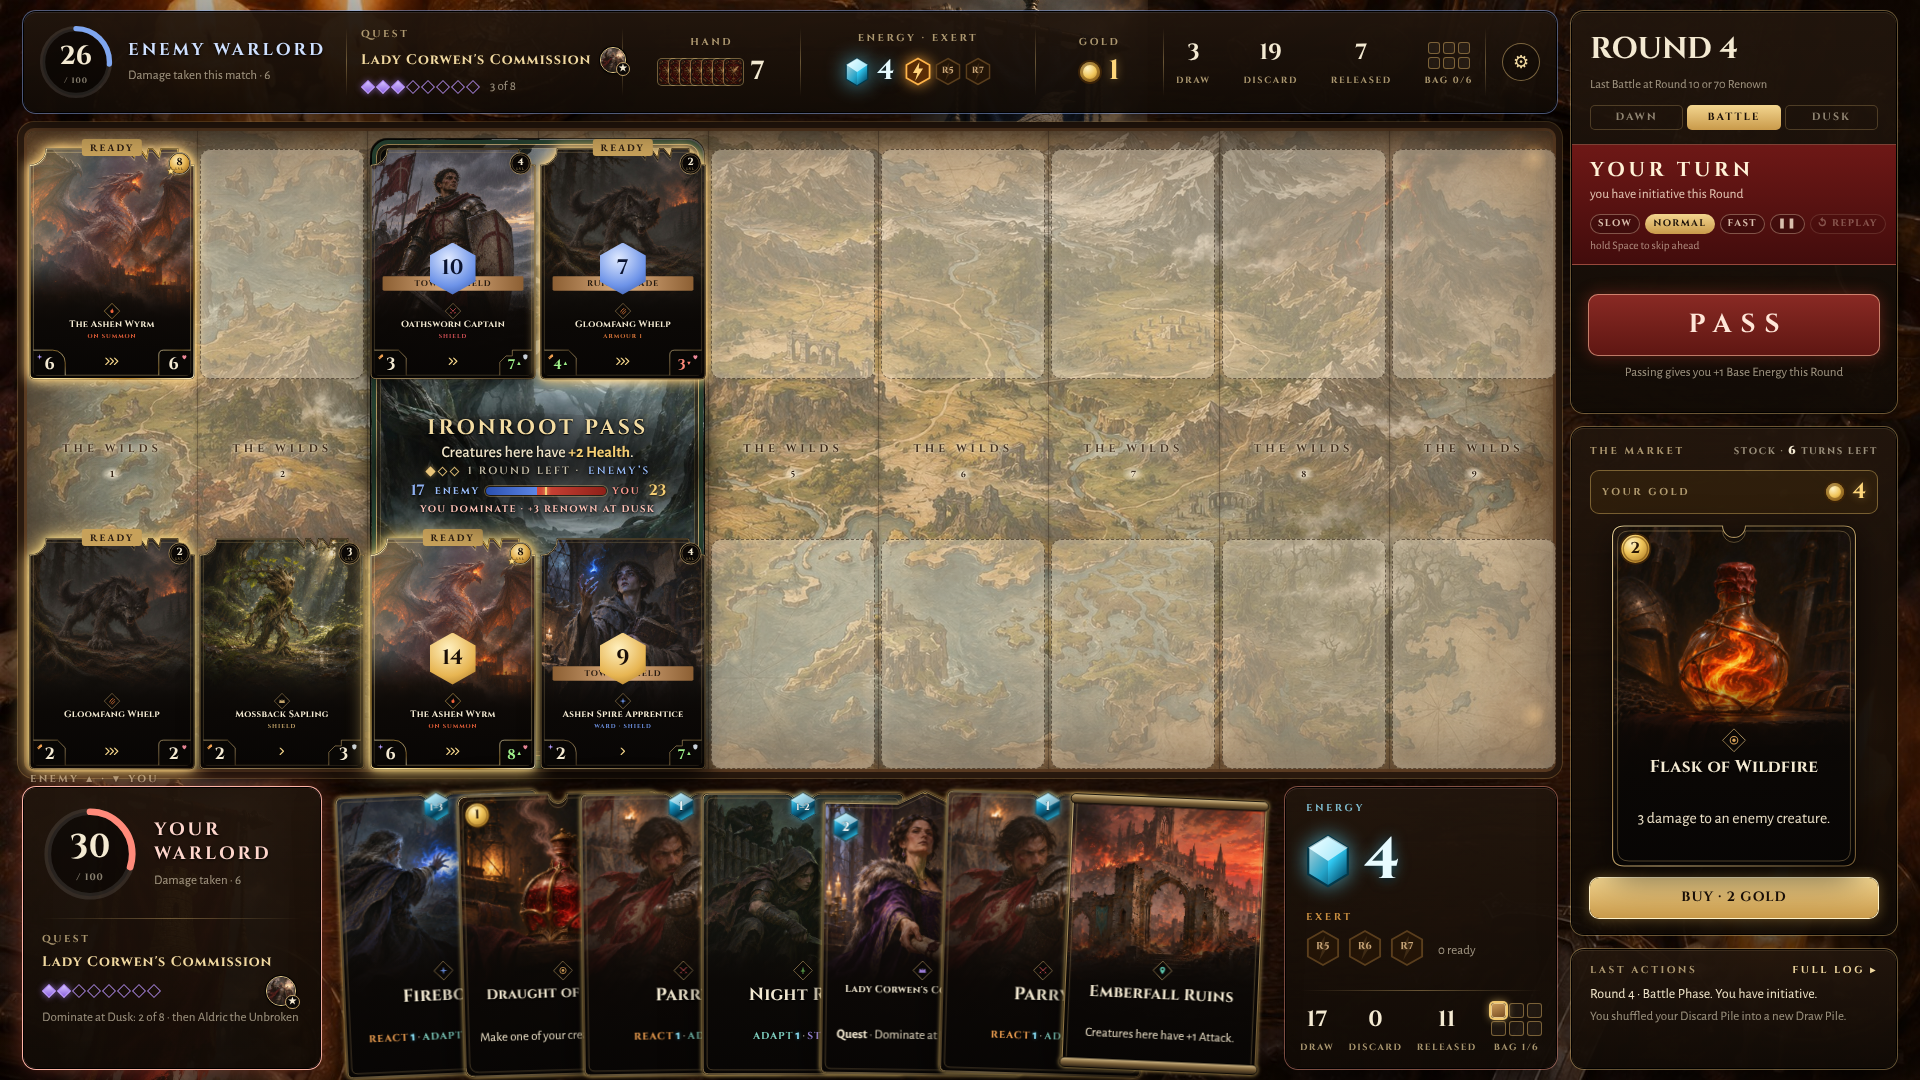 26
/ 100
ENEMY WARLORD
Damage taken this match · 6
QUEST
LADY CORWEN'S COMMISSION
3 of 8
HAND
7
ENERGY · EXERT
4
R5
R7
GOLD
1
3
DRAW
19
DISCARD
7
RELEASED
BAG 0/6
ROUND 4
Last Battle at Round 10 or 70 Renown
DAWN
BATTLE
DUSK
YOUR TURN
you have initiative this Round
SLOW
NORMAL
FAST
REPLAY
hold Space to skip ahead
PASS
Passing gives you +1 Base Energy this Round
THE MARKET
STOCK · 6 TURNS LEFT
YOUR GOLD
4
2
FLASK OF WILDFIRE
3 damage to an enemy creature.
BUY · 2 GOLD
LAST ACTIONS
FULL LOG ▸
Round 4 · Battle Phase. You have initiative.
You shuffled your Discard Pile into a new Draw Pile.
READY
8
THE ASHEN WYRM
ON SUMMON
6
6
4
10
OATHSWORN CAPTAIN
SHIELD
3
7
READY
2
7
GLOOMFANG WHELP
ARMOUR 1
4
3
THE WILDS
1
THE WILDS
2
IRONROOT PASS
Creatures here have +2 Health.
1 ROUND LEFT · ENEMY'S
17 ENEMY
YOU 23
YOU DOMINATE · +3 RENOWN AT DUSK
THE WILDS
5
THE WILDS
6
THE WILDS
7
THE WILDS
8
THE WILDS
9
READY
2
GLOOMFANG WHELP
2
2
3
MOSSBACK SAPLING
SHIELD
2
3
READY
8
14
THE ASHEN WYRM
ON SUMMON
6
8
4
9
ASHEN SPIRE APPRENTICE
WARD · SHIELD
2
7
ENEMY ▲ · ▼ YOU
30
/ 100
YOUR WARLORD
Damage taken · 6
QUEST
LADY CORWEN'S COMMISSION
Dominate at Dusk: 2 of 8 · then Aldric the Unbroken
1-3
FIREBO
REACT 1 · ADAPT
1
DRAUGHT OF
Make one of your cre
1
PARR
REACT 1 · AD
1-2
NIGHT R
ADAPT 1 · ST
2
LADY CORWEN'S CO
Quest · Dominate at
1
PARRY
REACT 1 · AD
EMBERFALL RUINS
Creatures here have +1 Attack.
ENERGY
4
EXERT
R5
R6
R7
0 ready
17
DRAW
0
DISCARD
11
RELEASED
BAG 1/6